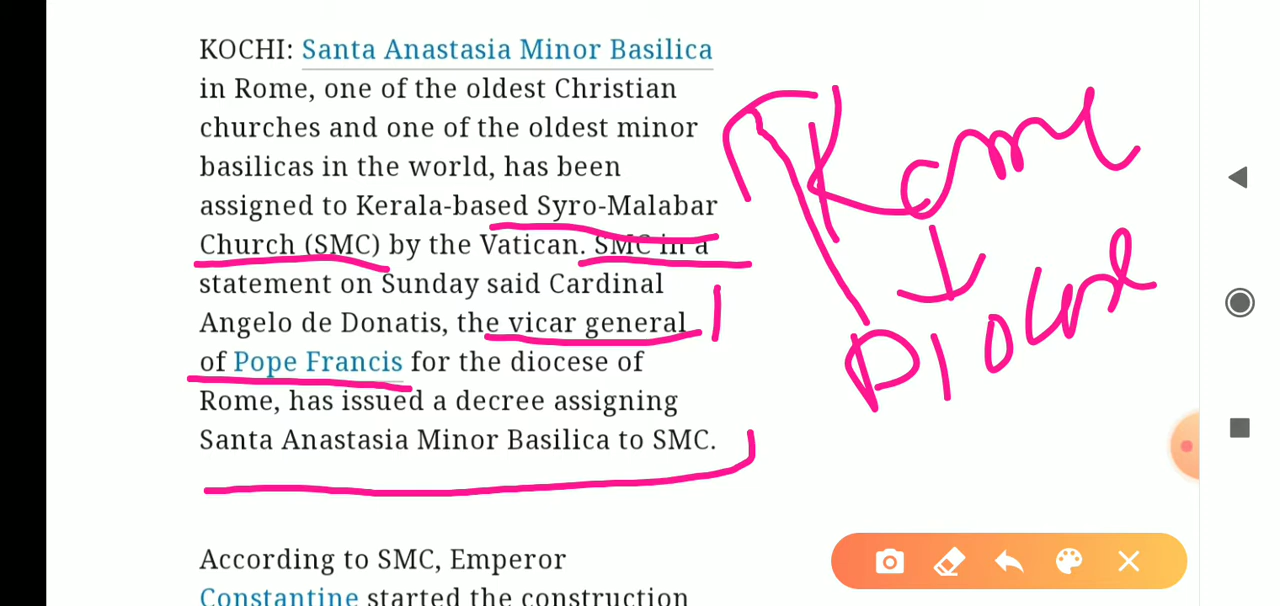 KOCHI: Santa Anastasia Minor Basilica
in Rome, one of the oldest Christian
churches and one of the oldest minor
basilicas in the world, has been
assigned to Kerala-based Syro-Malabar
Church (SMC) by the Vatican. SMC in a
statement on Sunday said Cardinal
Angelo de Donatis, the vicar general
of Pope Francis for the diocese of
Rome, has issued a decree assigning
Santa Anastasia Minor Basilica to SMC.
According to SMC, Emperor
Constantine started the construction
Rome